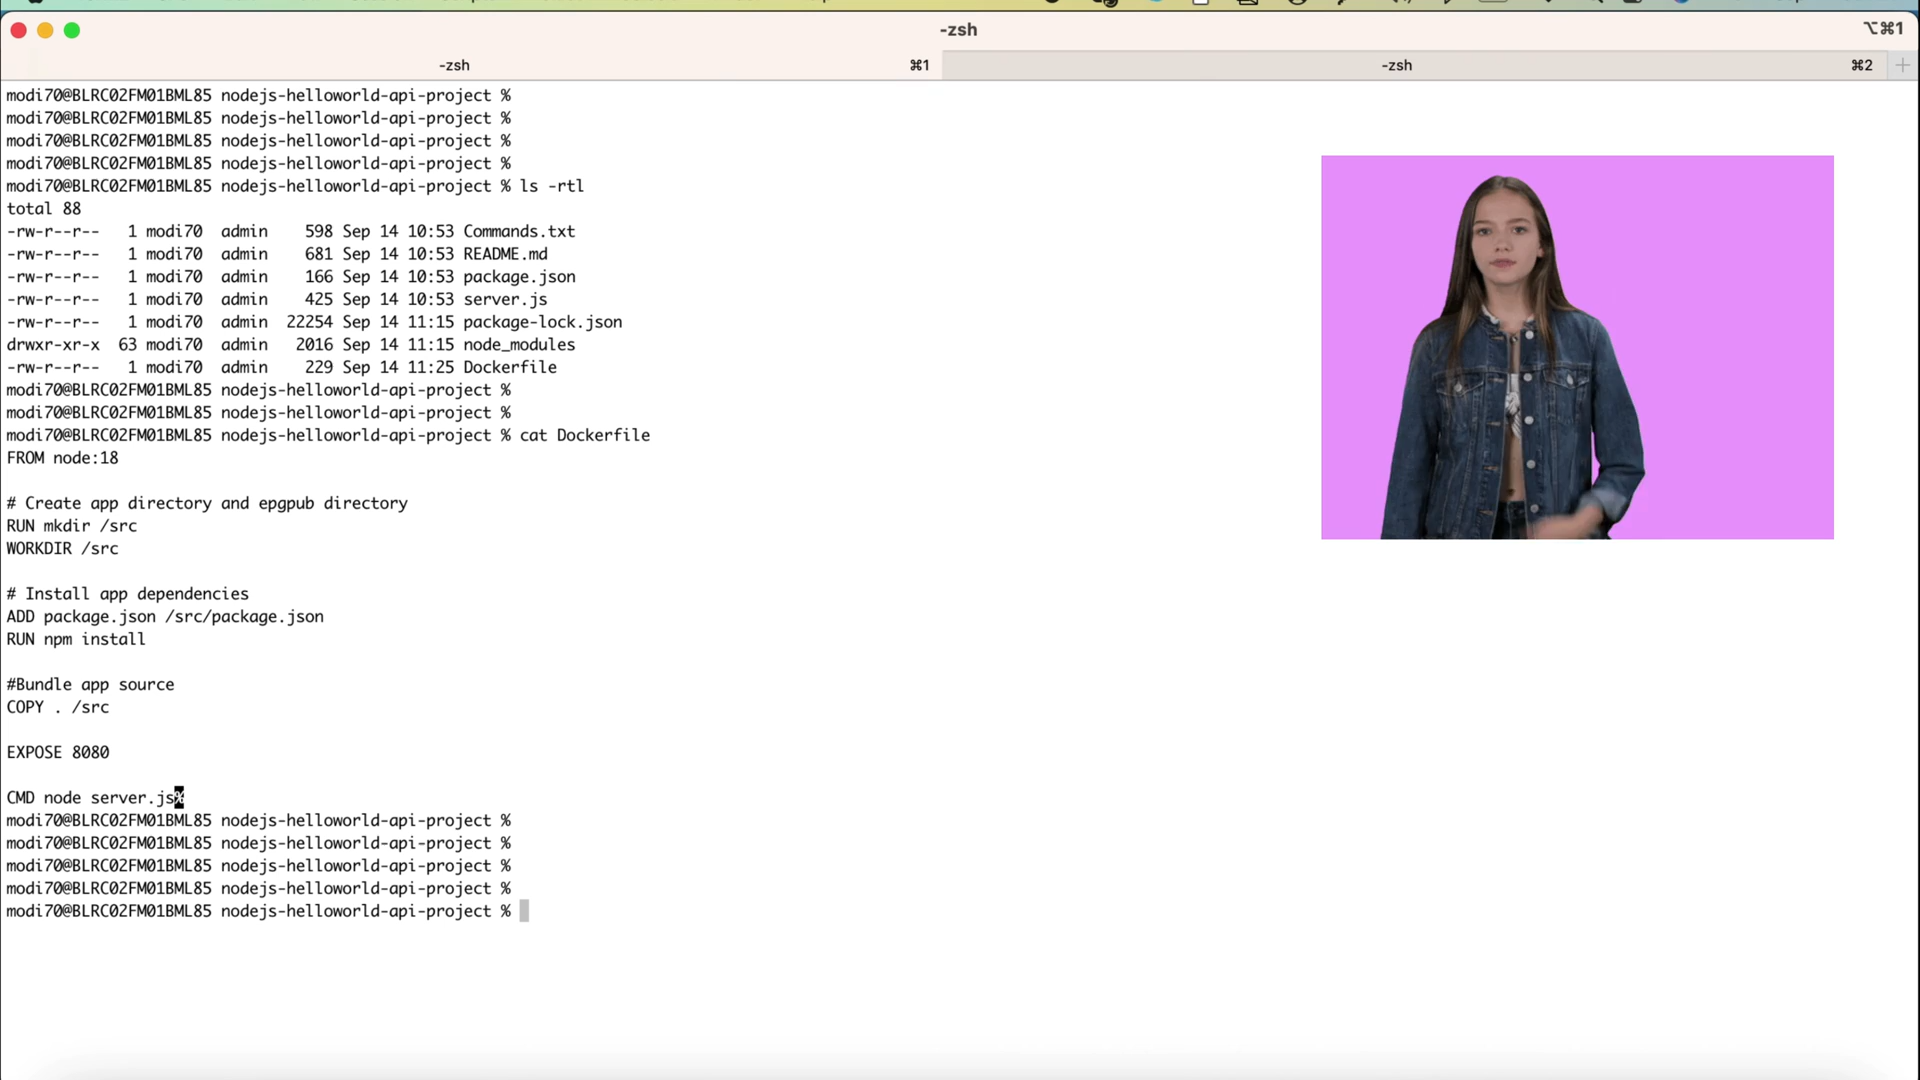 -zsh
⌥⌘1
-zsh ⌘1 -zsh ⌘2 +
modi70@BLRC02FM01BML85 nodejs-helloworld-api-project %
modi70@BLRC02FM01BML85 nodejs-helloworld-api-project %
modi70@BLRC02FM01BML85 nodejs-helloworld-api-project %
modi70@BLRC02FM01BML85 nodejs-helloworld-api-project %
modi70@BLRC02FM01BML85 nodejs-helloworld-api-project % ls -rtl
total 88
-rw-r--r--   1 modi70  admin    598 Sep 14 10:53 Commands.txt
-rw-r--r--   1 modi70  admin    681 Sep 14 10:53 README.md
-rw-r--r--   1 modi70  admin    166 Sep 14 10:53 package.json
-rw-r--r--   1 modi70  admin    425 Sep 14 10:53 server.js
-rw-r--r--   1 modi70  admin  22254 Sep 14 11:15 package-lock.json
drwxr-xr-x  63 modi70  admin   2016 Sep 14 11:15 node_modules
-rw-r--r--   1 modi70  admin    229 Sep 14 11:25 Dockerfile
modi70@BLRC02FM01BML85 nodejs-helloworld-api-project %
modi70@BLRC02FM01BML85 nodejs-helloworld-api-project %
modi70@BLRC02FM01BML85 nodejs-helloworld-api-project % cat Dockerfile
FROM node:18
# Create app directory and epgpub directory
RUN mkdir /src
WORKDIR /src
# Install app dependencies
ADD package.json /src/package.json
RUN npm install
#Bundle app source
COPY . /src
EXPOSE 8080
CMD node server.js%
modi70@BLRC02FM01BML85 nodejs-helloworld-api-project %
modi70@BLRC02FM01BML85 nodejs-helloworld-api-project %
modi70@BLRC02FM01BML85 nodejs-helloworld-api-project %
modi70@BLRC02FM01BML85 nodejs-helloworld-api-project %
modi70@BLRC02FM01BML85 nodejs-helloworld-api-project %